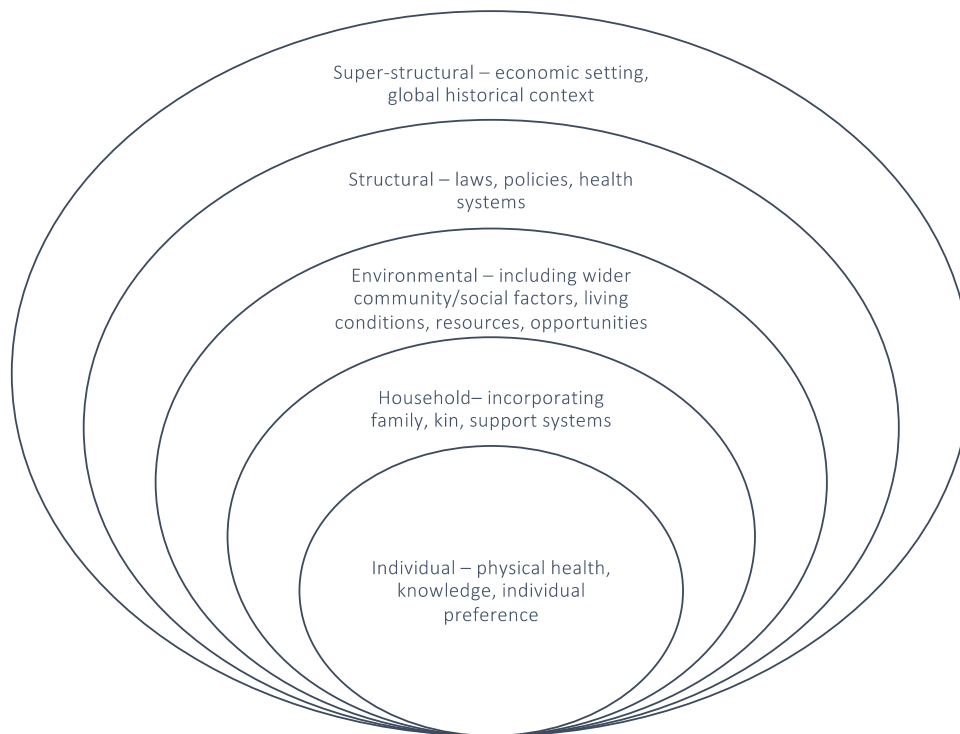 Super-structural – economic setting,
global historical context
Structural – laws, policies, health
systems
Environmental – including wider
community/social factors, living
conditions, resources, opportunities
Household– incorporating
family, kin, support systems
Individual – physical health,
knowledge, individual
preference